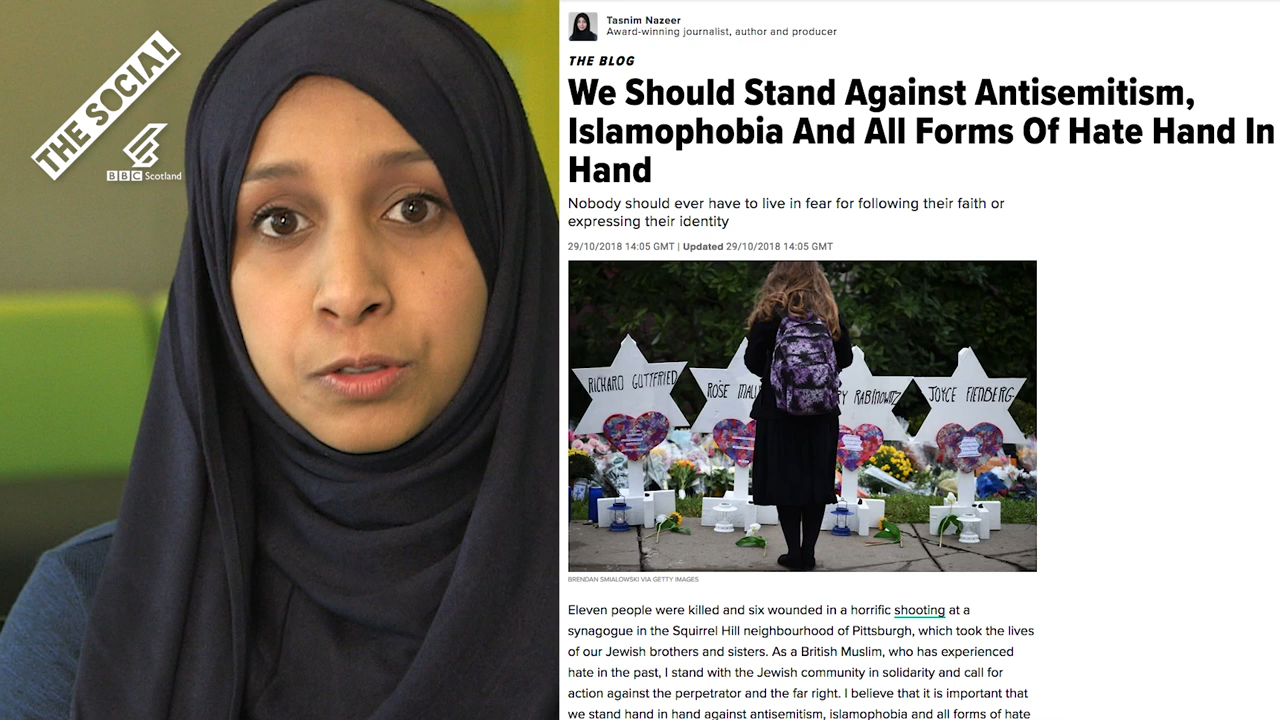 THE SOCIAL
BBC Scotland
Tasnim Nazeer
Award-winning journalist, author and producer
THE BLOG
We Should Stand Against Antisemitism,
Islamophobia And All Forms Of Hate Hand In
Hand
Nobody should ever have to live in fear for following their faith or
expressing their identity
29/10/2018 14:05 GMT | Updated 29/10/2018 14:05 GMT
RICHARD GOTTFRIED
ROSE MALL
RY RABINOWITZ
JOYCE FIENBERG
BRENDAN SMIALOWSKI VIA GETTY IMAGES
Eleven people were killed and six wounded in a horrific shooting at a
synagogue in the Squirrel Hill neighbourhood of Pittsburgh, which took the lives
of our Jewish brothers and sisters. As a British Muslim, who has experienced
hate in the past, I stand with the Jewish community in solidarity and call for
action against the perpetrator and the far right. I believe that it is important that
we stand hand in hand against antisemitism, islamophobia and all forms of hate